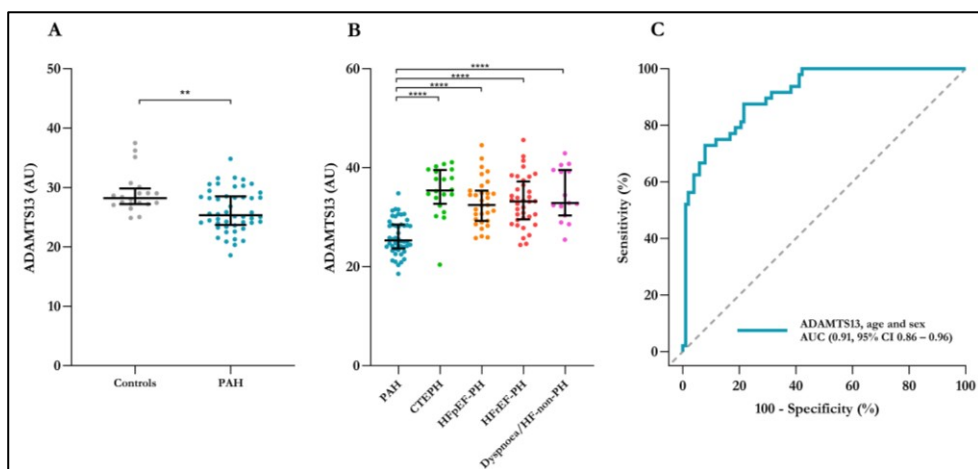 A
B
C
50
40
30
20
10
0
ADAMTS13 (AU)
**
Controls
PAH
60
40
20
0
ADAMTS13 (AU)
****
****
****
****
PAH
CTEPH
HFpEF-PH
HFrEF-PH
Dyspnoca/HF-non-PH
100
80
60
40
20
0
Sensitivity (%)
ADAMTS13, age and sex
AUC (0.91, 95% CI 0.86 – 0.96)
0
20
40
60
80
100
100 - Specificity (%)